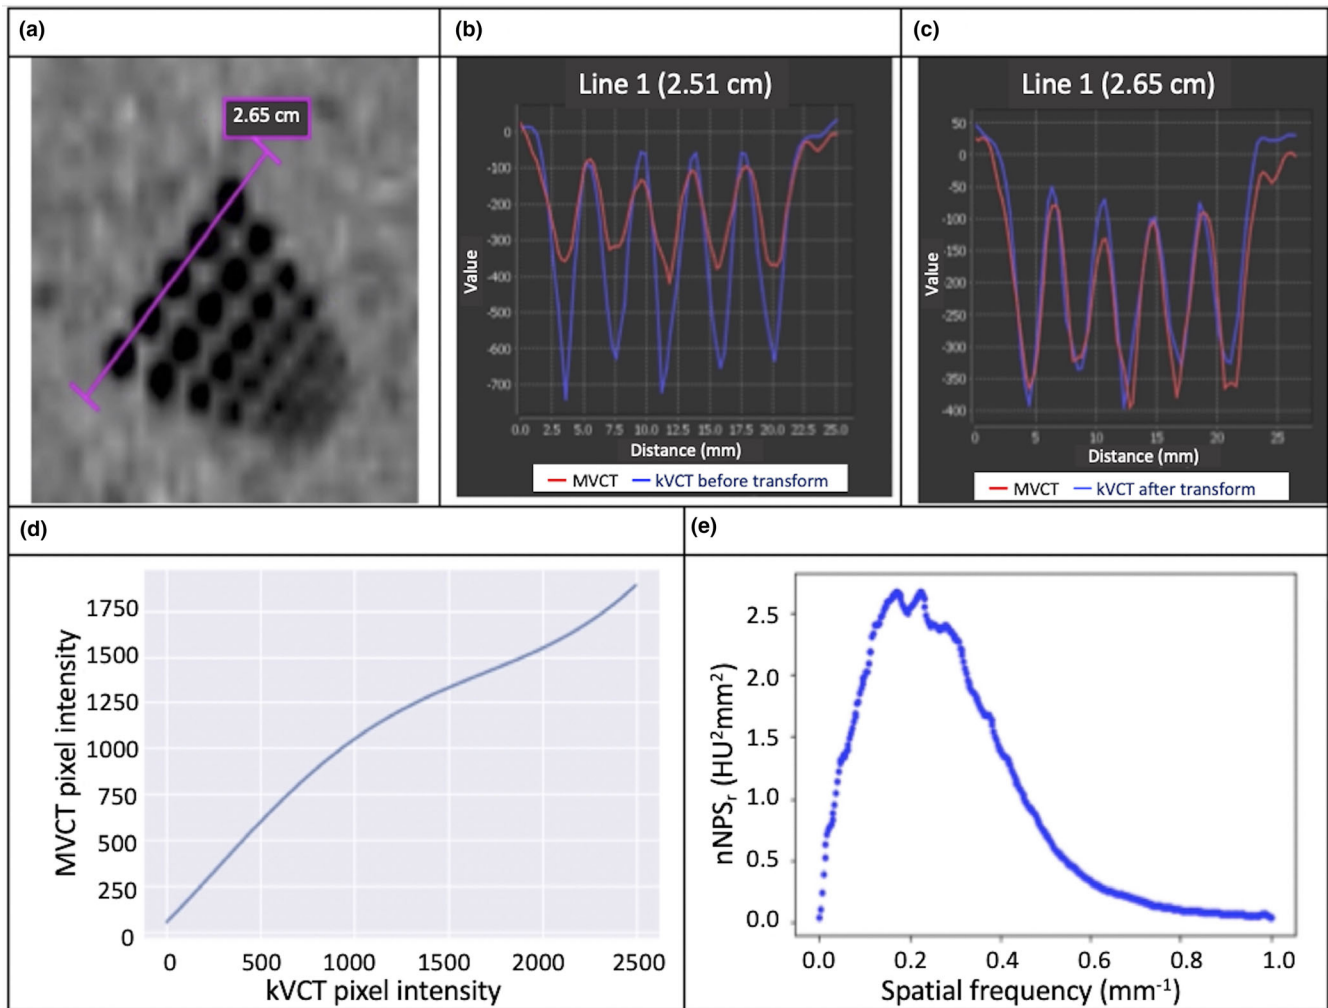 (a)
(b)
(c)
2.65 cm
Line 1 (2.51 cm)
0
-100
-200
-300
-400
-500
-600
-700
Value
0.0 2.5 5.0 7.5 10.0 12.5 15.0 17.5 20.0 22.5 25.0
Distance (mm)
MVCT kVCT before transform
Line 1 (2.65 cm)
50
0
-50
-100
-150
-200
-250
-300
-350
-400
Value
0 5 10 15 20 25
Distance (mm)
MVCT kVCT after transform
(d)
(e)
1750
1500
1250
1000
750
500
250
0
MVCT pixel intensity
0 500 1000 1500 2000 2500
kVCT pixel intensity
2.5
2.0
1.5
1.0
0.5
0.0
nNPSr (HU²mm²)
0.0 0.2 0.4 0.6 0.8 1.0
Spatial frequency (mm⁻¹)